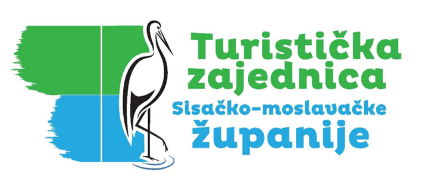 Turistička
zajednica
Sisačko-moslavačke
županije